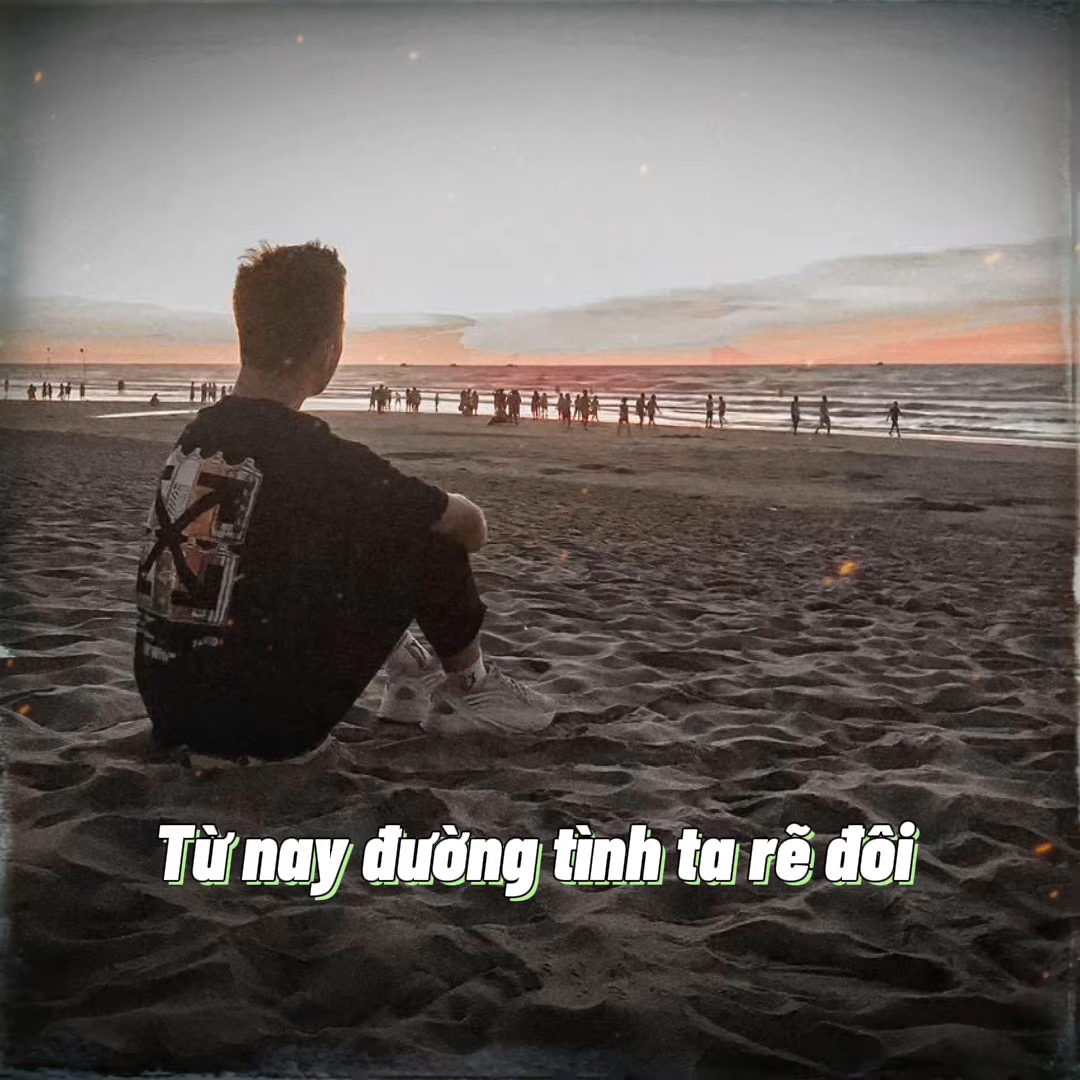 Từ nay đường tình ta rẽ đôi